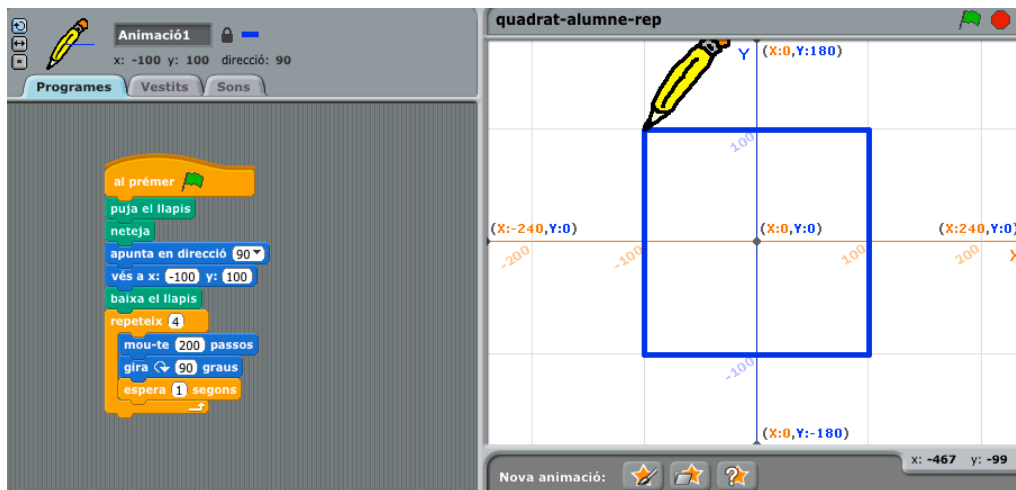 Animació1
x: -100 y: 100 direcció: 90
Programes
Vestits
Sons
al prémer
puja el llapis
neteja
apunta en direcció 90
vés a x: -100 y: 100
baixa el llapis
repeteix 4
mou-te 200 passos
gira 90 graus
espera 1 segons
quadrat-alumne-rep
Y
(X:0,Y:180)
100
(X:-240,Y:0)
(X:0,Y:0)
(X:240,Y:0)
-200
-100
100
200
X
-100
(X:0,Y:-180)
x: -467 y: -99
Nova animació: